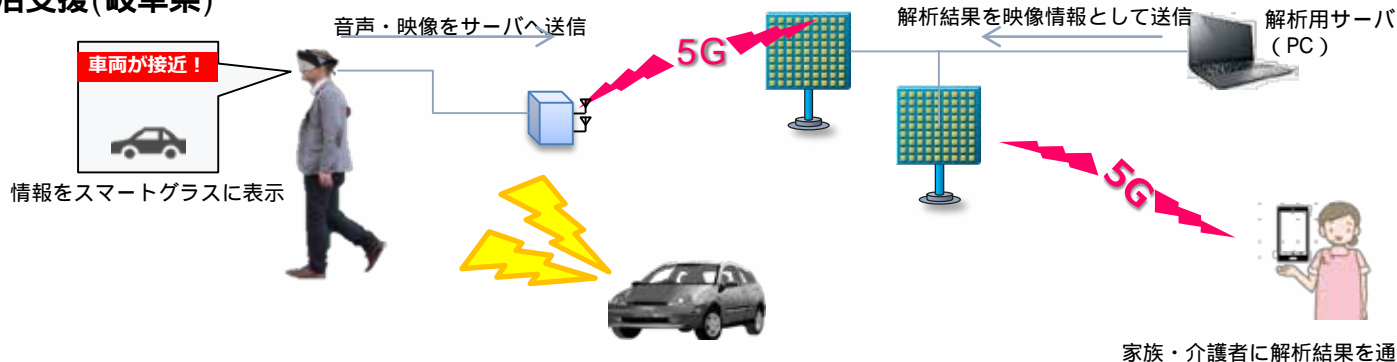 活支援(岐阜県)
音声・映像をサーバへ送信
解析結果を映像情報として送信
解析用サーバ
(PC)
車両が接近!
5G
5G
情報をスマートグラスに表示
家族・介護者に解析結果を通